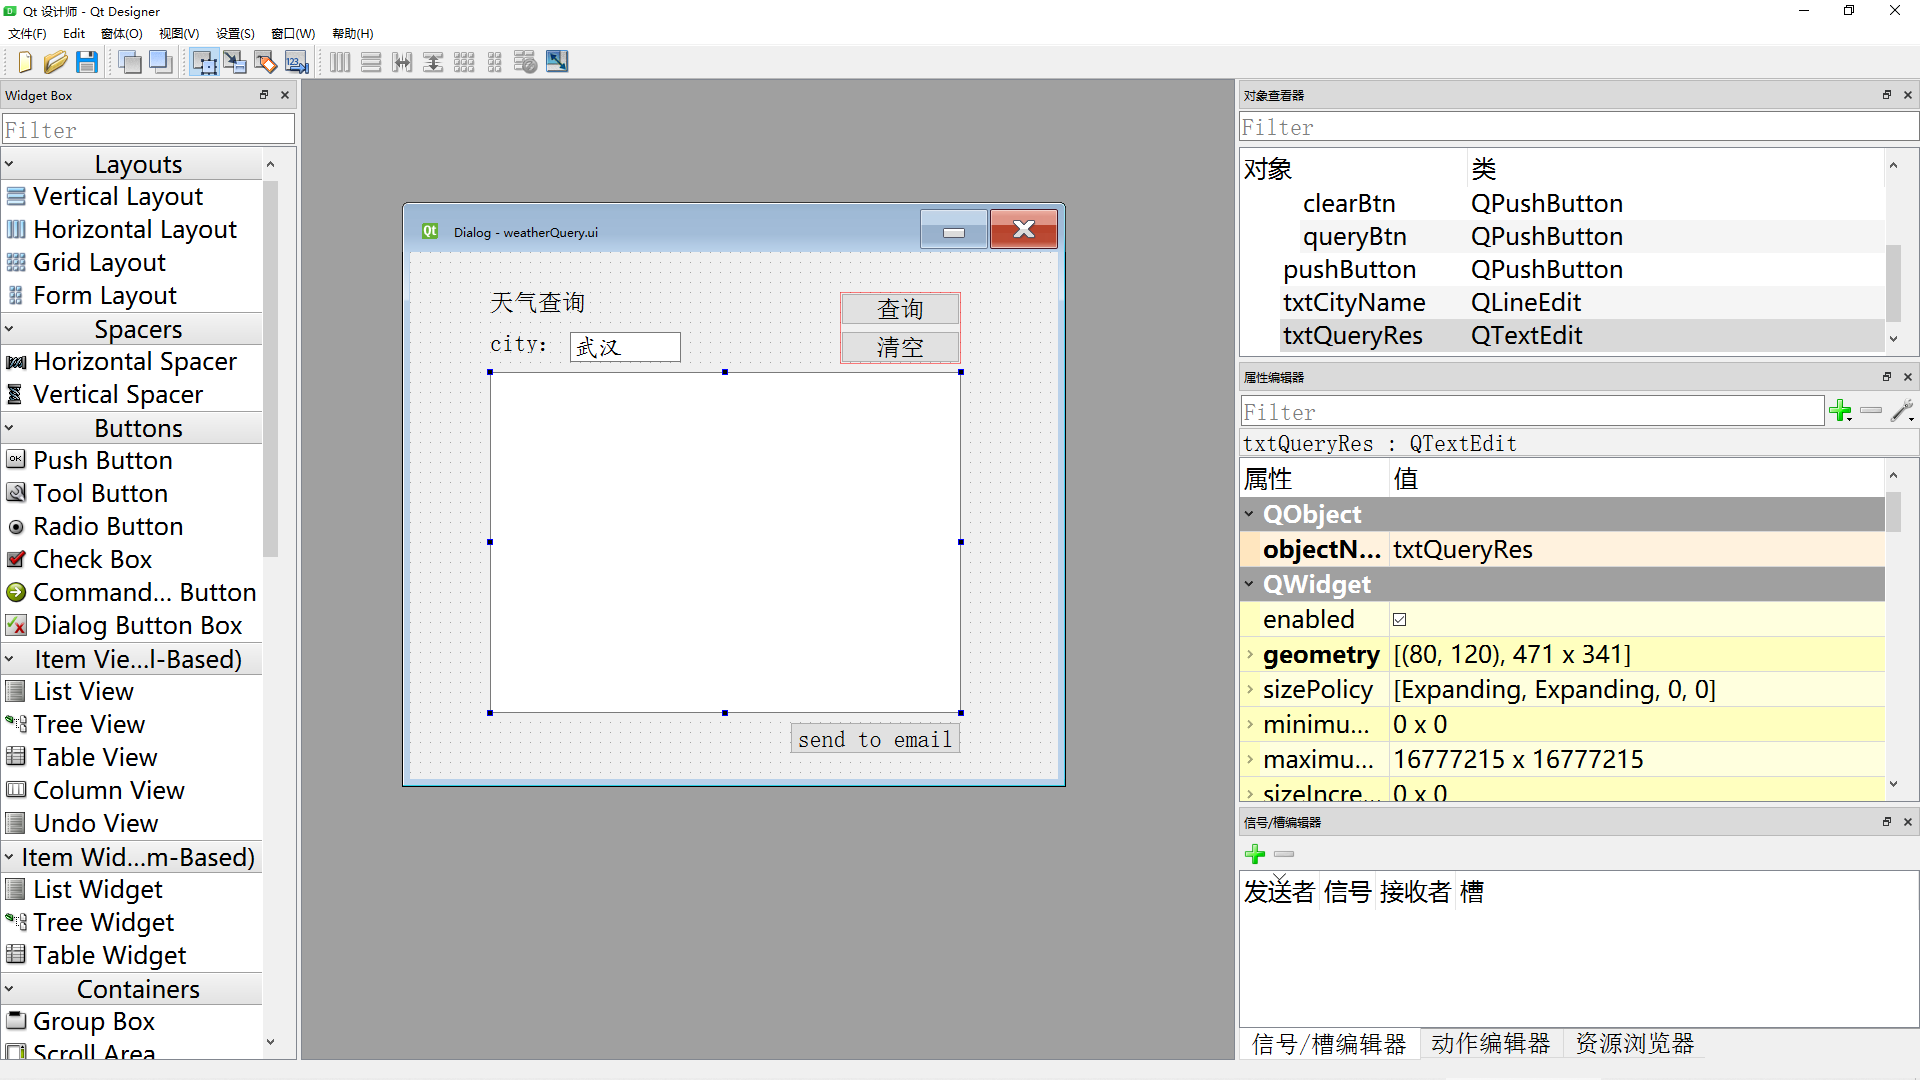 Qt 设计师 - Qt Designer
文件(F) Edit 窗体(O) 视图(V) 设置(S) 窗口(W) 帮助(H)
Widget Box
Filter
Layouts
Vertical Layout
Horizontal Layout
Grid Layout
Form Layout
Spacers
Horizontal Spacer
Vertical Spacer
Buttons
Push Button
Tool Button
Radio Button
Check Box
Command... Button
Dialog Button Box
Item Vie...l-Based)
List View
Tree View
Table View
Column View
Undo View
Item Wid...m-Based)
List Widget
Tree Widget
Table Widget
Containers
Group Box
Scroll Area
Dialog - weatherQuery.ui
天气查询
查询
city:
武汉
清空
send to email
对象查看器
Filter
对象 类
clearBtn QPushButton
queryBtn QPushButton
pushButton QPushButton
txtCityName QLineEdit
txtQueryRes QTextEdit
属性编辑器
Filter
txtQueryRes : QTextEdit
属性 值
QObject
objectN... txtQueryRes
QWidget
enabled
geometry [(80, 120), 471 x 341]
sizePolicy [Expanding, Expanding, 0, 0]
minimu... 0 x 0
maximu... 16777215 x 16777215
sizeIncre... 0 x 0
信号/槽编辑器
发送者 信号 接收者 槽
信号/槽编辑器 动作编辑器 资源浏览器